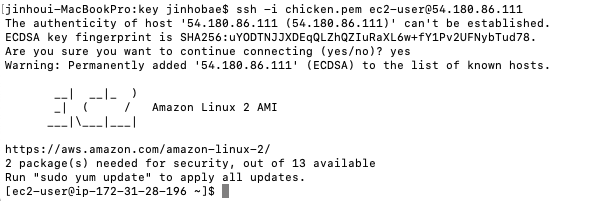 jinhoui-MacBookPro:key jinhobae$ ssh -i chicken.pem ec2-user@54.180.86.111
The authenticity of host '54.180.86.111 (54.180.86.111)' can't be established.
ECDSA key fingerprint is SHA256:uYODTNJJXDEqQLZhQZIuRaXL6w+fY1Pv2UFNybTud78.
Are you sure you want to continue connecting (yes/no)? yes
Warning: Permanently added '54.180.86.111' (ECDSA) to the list of known hosts.

       __|  __|_  )
       _|  (     /   Amazon Linux 2 AMI
      ___|\___|___|

https://aws.amazon.com/amazon-linux-2/
2 package(s) needed for security, out of 13 available
Run "sudo yum update" to apply all updates.
[ec2-user@ip-172-31-28-196 ~]$